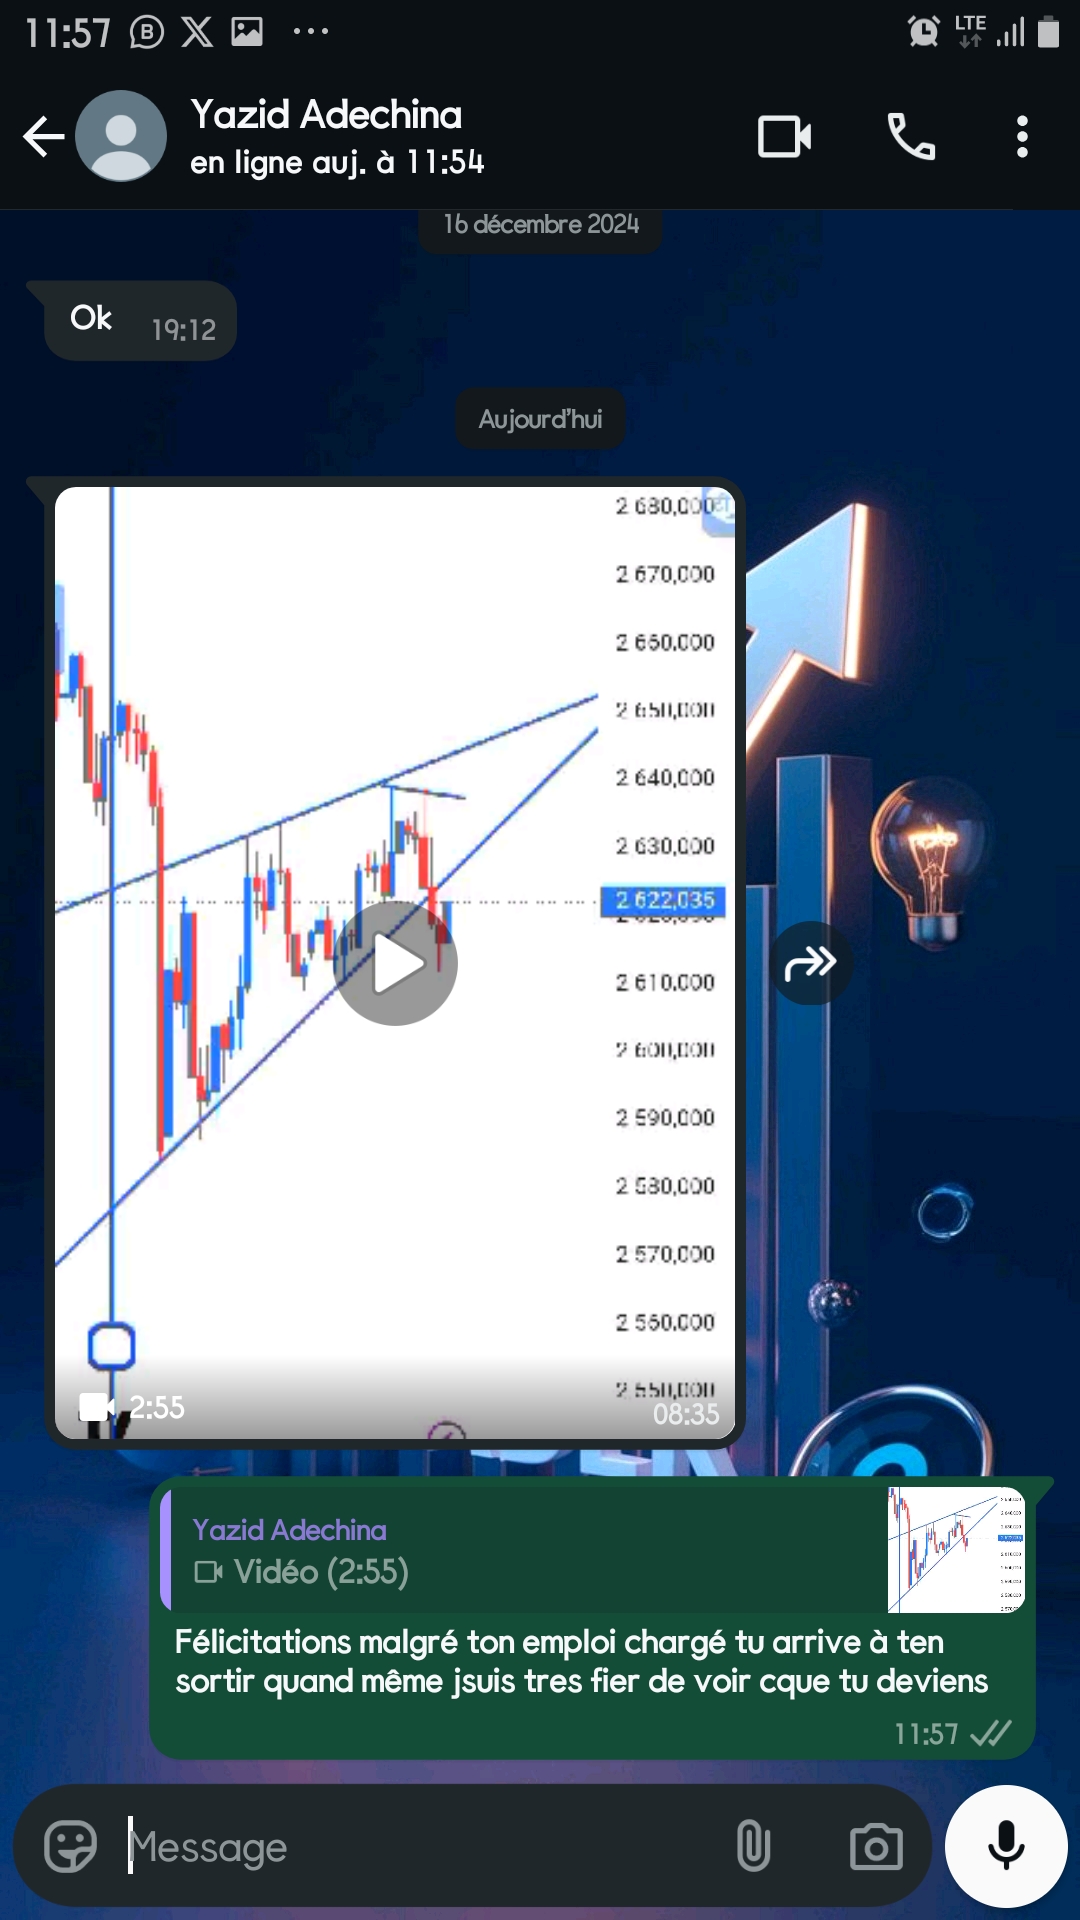 11:57
LTE
Yazid Adechina
en ligne auj. à 11:54
16 décembre 2024
Ok 19:12
Aujourd'hui
2 680,000
2 670,000
2 660,000
2 650,000
2 640,000
2 630,000
2 622,035
2 610,000
2 600,000
2 590,000
2 580,000
2 570,000
2 560,000
2 550,000
2:55
08:35
Yazid Adechina
Vidéo (2:55)
Félicitations malgré ton emploi chargé tu arrive à ten
sortir quand même jsuis tres fier de voir cque tu deviens
11:57
Message